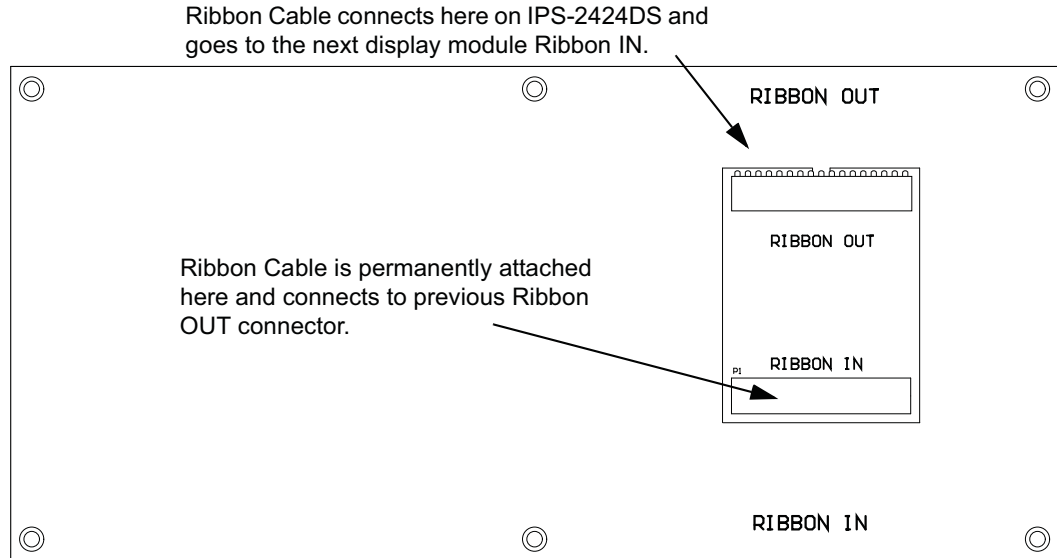 Ribbon Cable connects here on IPS-2424DS and
goes to the next display module Ribbon IN.
RIBBON OUT
RIBBON OUT
Ribbon Cable is permanently attached
here and connects to previous Ribbon
OUT connector.
RIBBON IN
P1
RIBBON IN